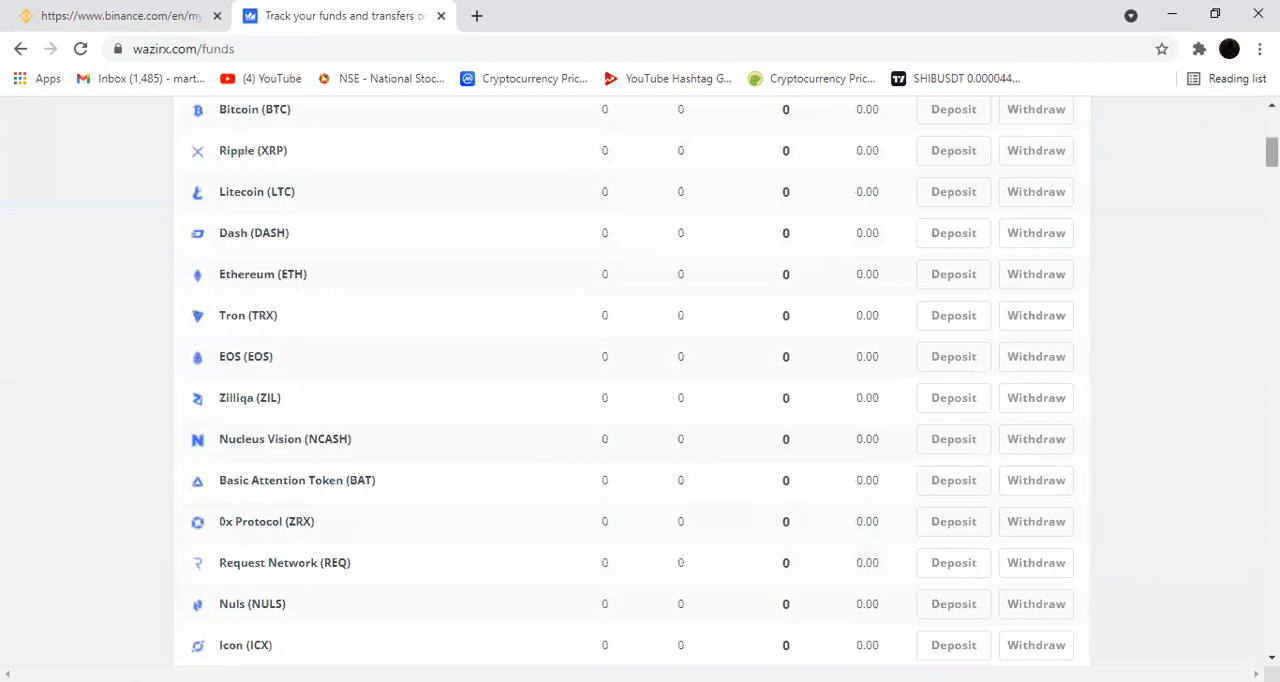 https://www.binance.com/en/my
Track your funds and transfers o
wazirx.com/funds
Apps
Inbox (1,485) - mart...
(4) YouTube
NSE - National Stoc...
Cryptocurrency Pric...
YouTube Hashtag G...
Cryptocurrency Pric...
SHIBUSDT 0.000044...
Reading list
Bitcoin (BTC) 0 0 0 0.00 Deposit Withdraw
Ripple (XRP) 0 0 0 0.00 Deposit Withdraw
Litecoin (LTC) 0 0 0 0.00 Deposit Withdraw
Dash (DASH) 0 0 0 0.00 Deposit Withdraw
Ethereum (ETH) 0 0 0 0.00 Deposit Withdraw
Tron (TRX) 0 0 0 0.00 Deposit Withdraw
EOS (EOS) 0 0 0 0.00 Deposit Withdraw
Zilliqa (ZIL) 0 0 0 0.00 Deposit Withdraw
Nucleus Vision (NCASH) 0 0 0 0.00 Deposit Withdraw
Basic Attention Token (BAT) 0 0 0 0.00 Deposit Withdraw
0x Protocol (ZRX) 0 0 0 0.00 Deposit Withdraw
Request Network (REQ) 0 0 0 0.00 Deposit Withdraw
Nuls (NULS) 0 0 0 0.00 Deposit Withdraw
Icon (ICX) 0 0 0 0.00 Deposit Withdraw